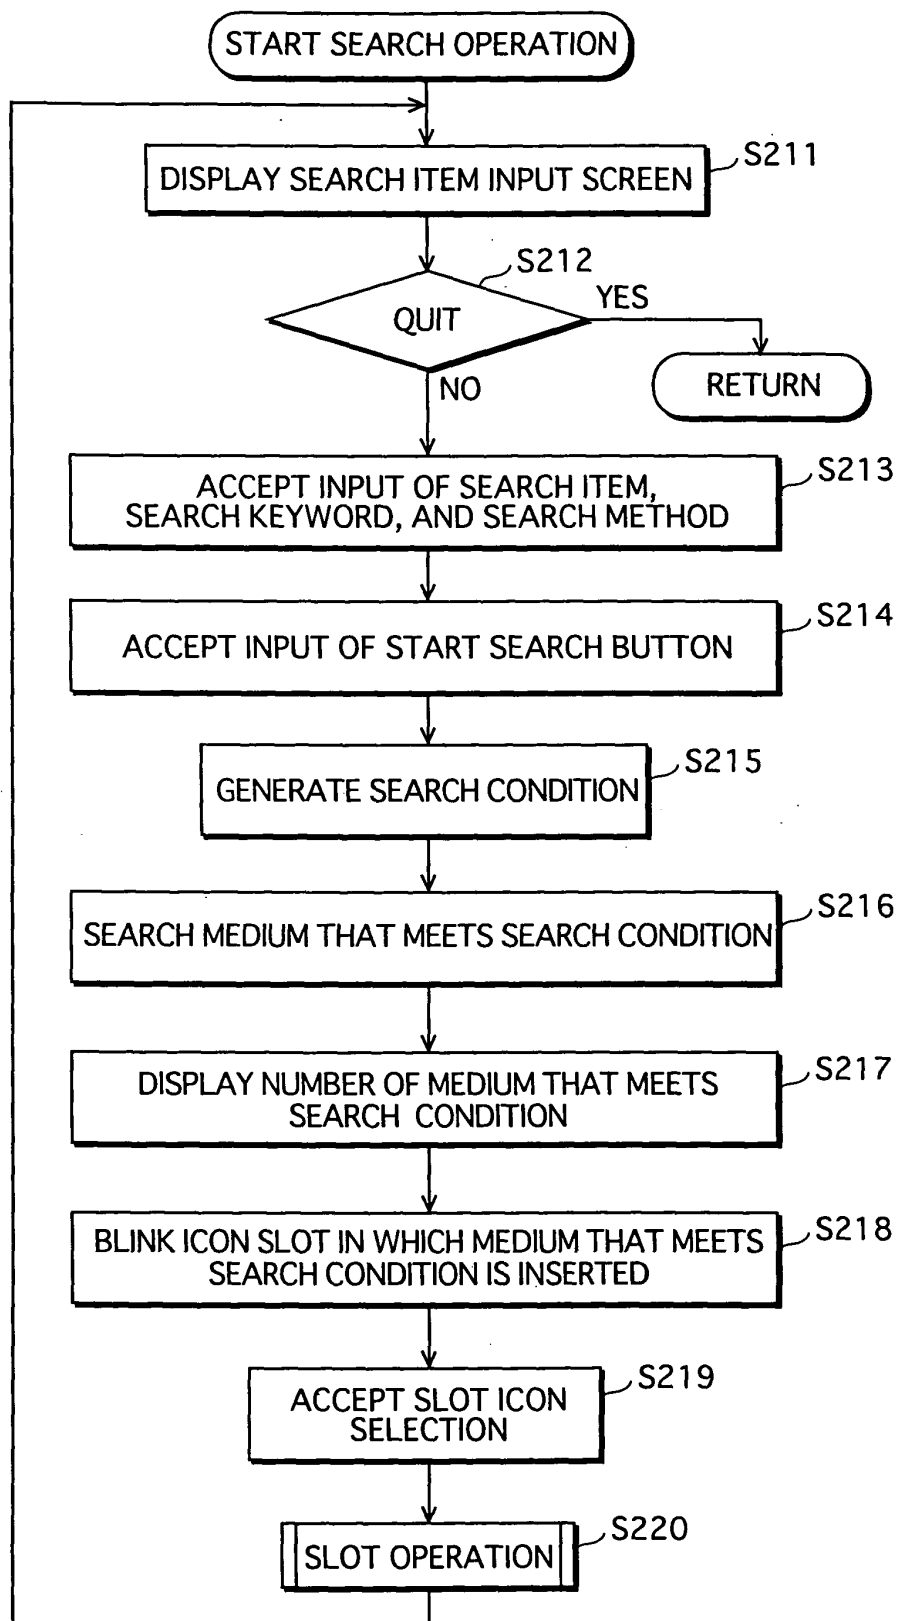 START SEARCH OPERATION
S211
DISPLAY SEARCH ITEM INPUT SCREEN
S212
QUIT
YES
RETURN
NO
S213
ACCEPT INPUT OF SEARCH ITEM,
SEARCH KEYWORD, AND SEARCH METHOD
S214
ACCEPT INPUT OF START SEARCH BUTTON
S215
GENERATE SEARCH CONDITION
S216
SEARCH MEDIUM THAT MEETS SEARCH CONDITION
S217
DISPLAY NUMBER OF MEDIUM THAT MEETS
SEARCH CONDITION
S218
BLINK ICON SLOT IN WHICH MEDIUM THAT MEETS
SEARCH CONDITION IS INSERTED
S219
ACCEPT SLOT ICON
SELECTION
S220
SLOT OPERATION